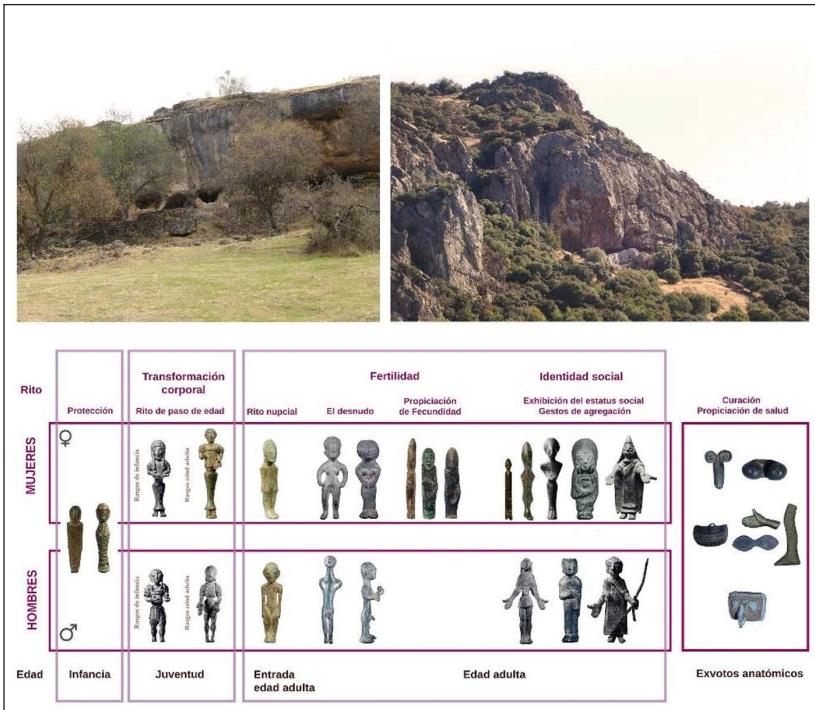 Rito
Transformación
corporal
Fertilidad
Identidad social
Protección
Rito de paso de edad
Rito nupcial
El desnudo
Propiciación
de Fecundidad
Exhibición del estatus social
Gestos de agregación
Curación
Propiciación de salud
MUJERES
♀
Rasgos de infancia
Rasgos edad adulta
HOMBRES
♂
Rasgos de infancia
Rasgos edad adulta
Edad
Infancia
Juventud
Entrada
edad adulta
Edad adulta
Exvotos anatómicos